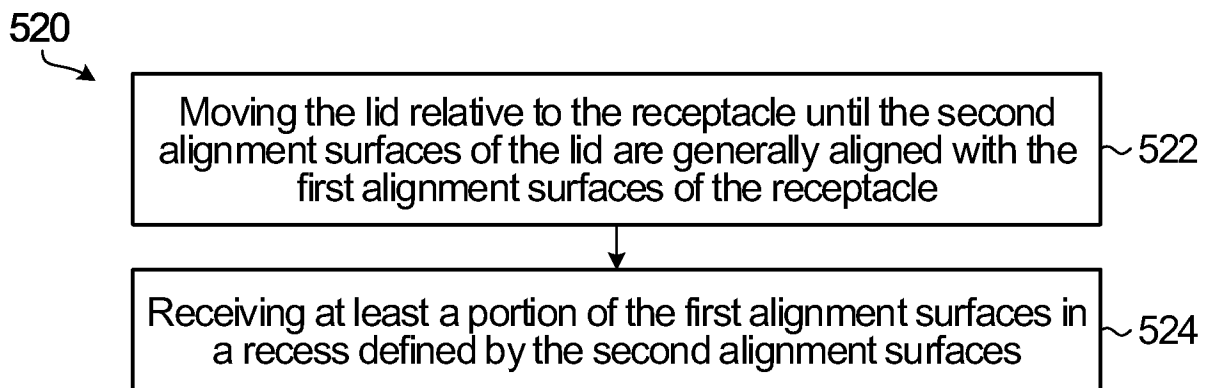 520
Moving the lid relative to the receptacle until the second
alignment surfaces of the lid are generally aligned with the
first alignment surfaces of the receptacle
522
Receiving at least a portion of the first alignment surfaces in
a recess defined by the second alignment surfaces
524